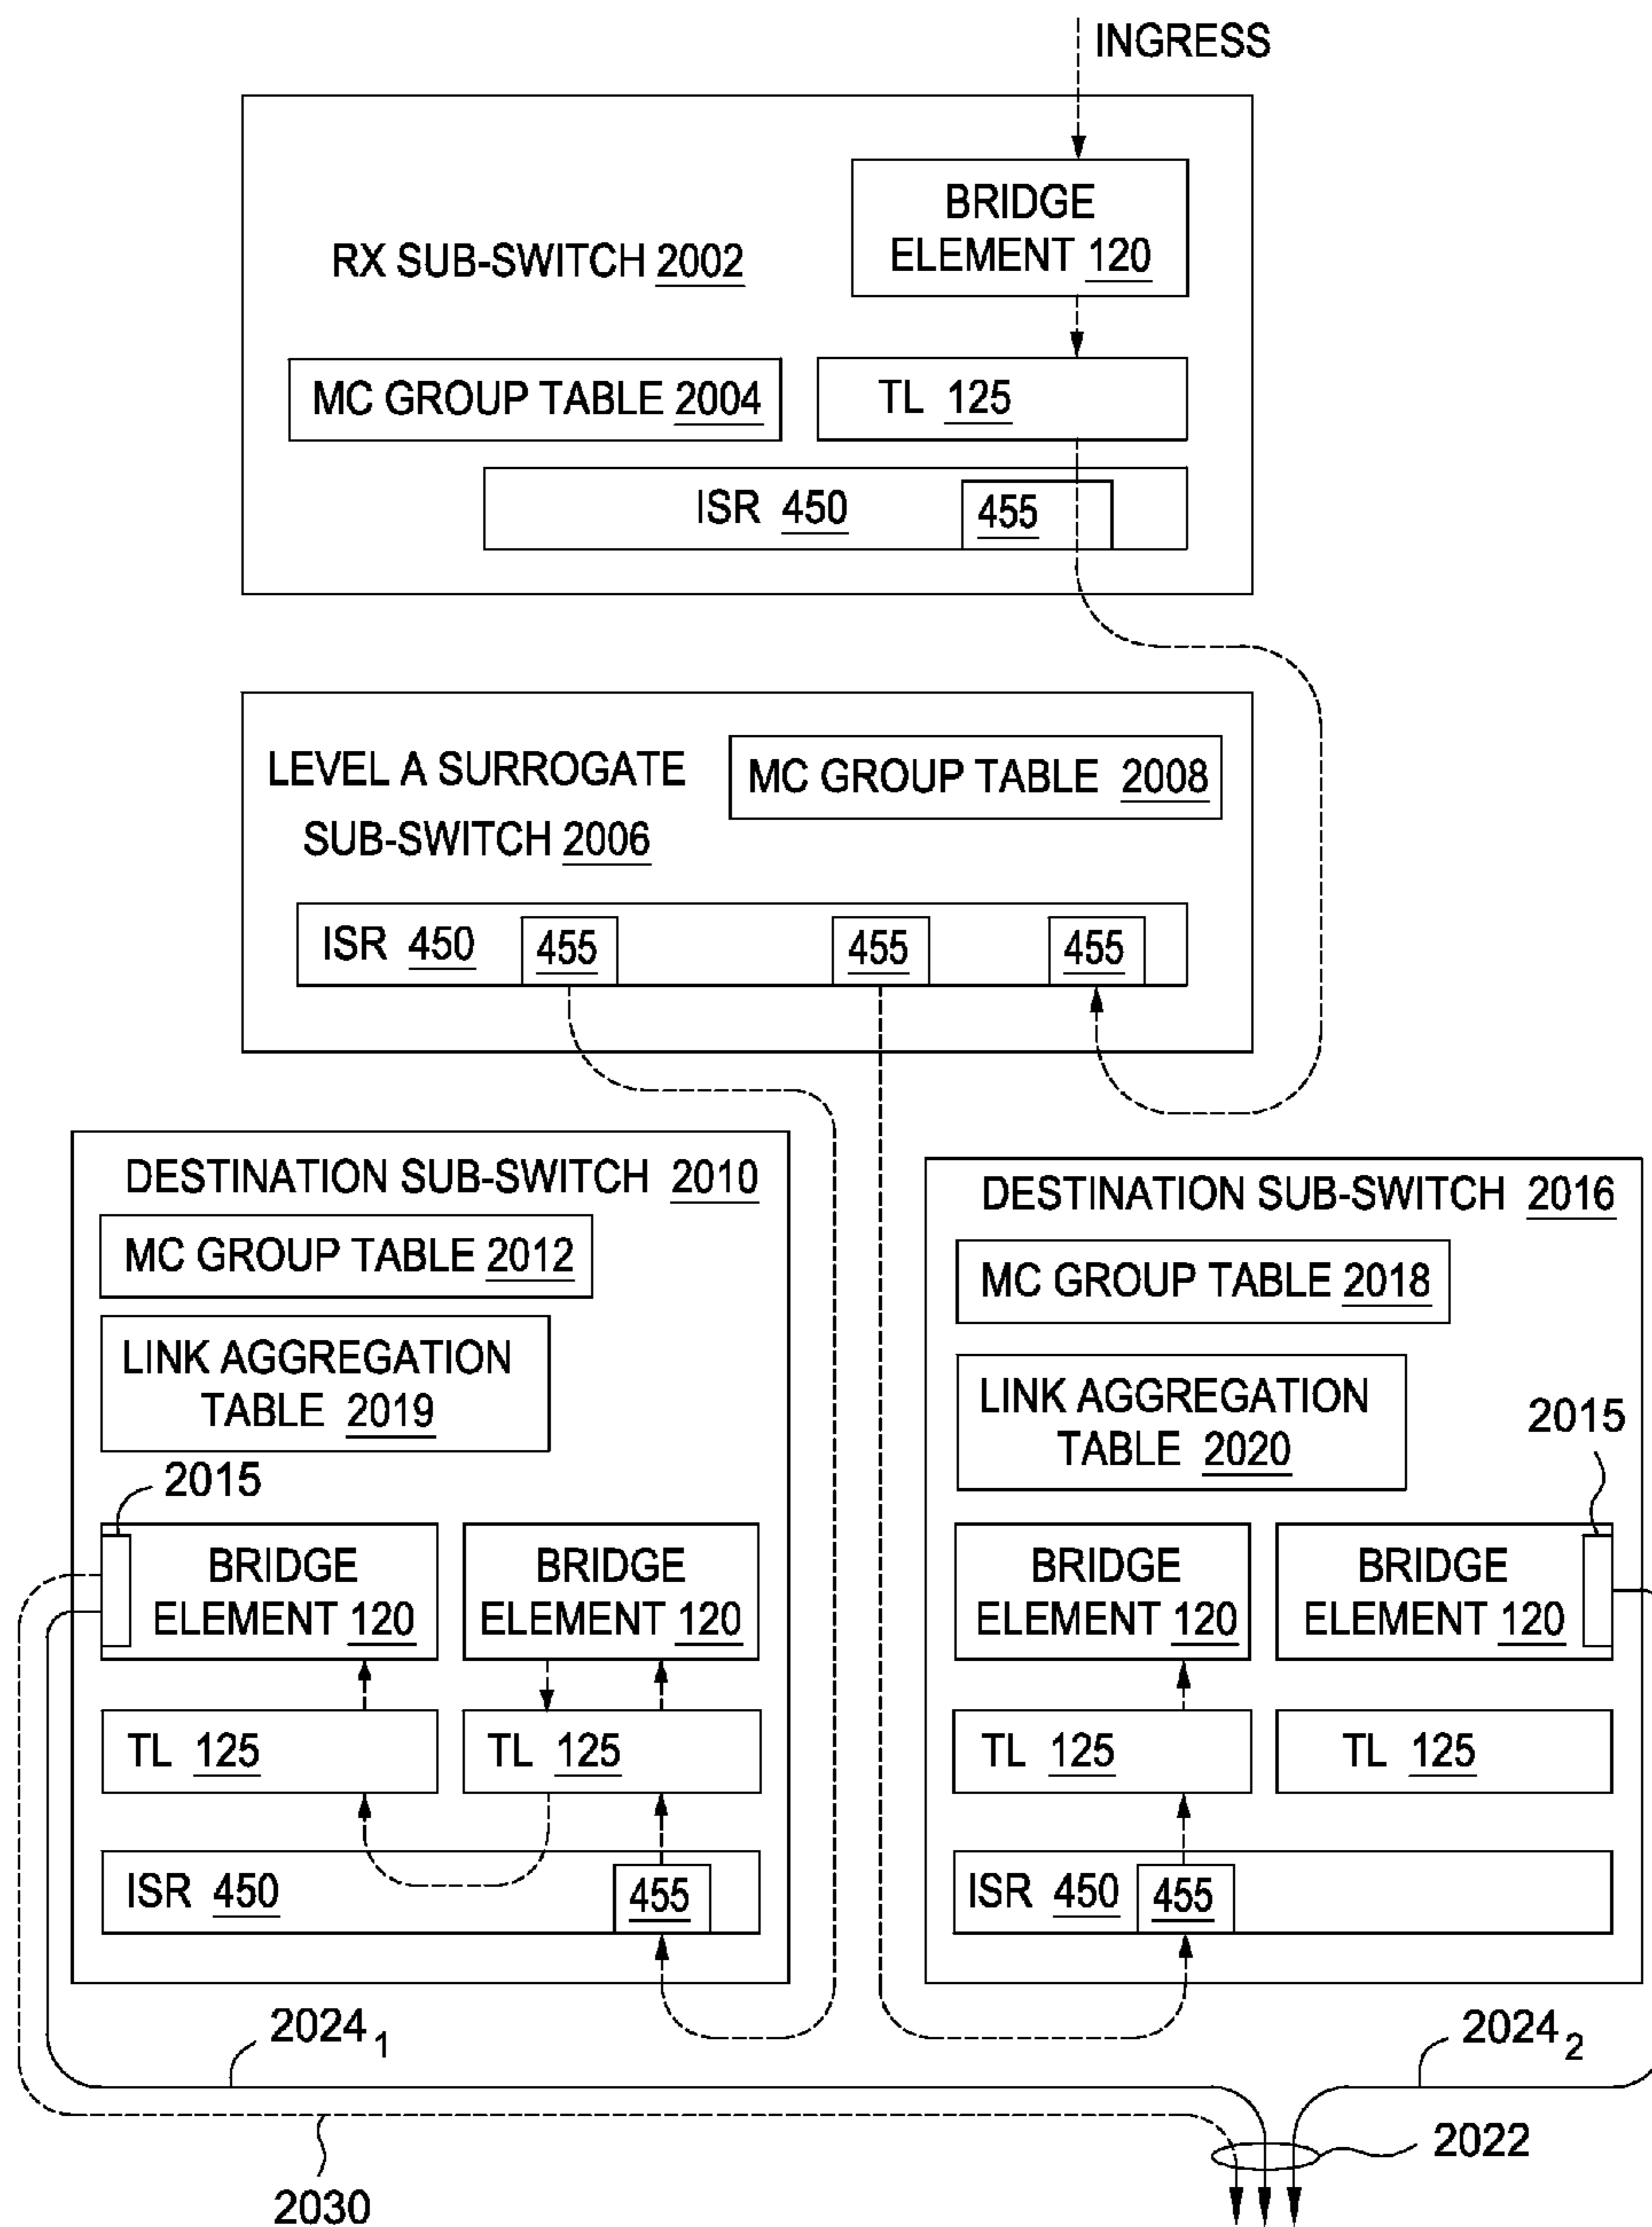 INGRESS
BRIDGE
ELEMENT 120
RX SUB-SWITCH 2002
MC GROUP TABLE 2004
TL 125
ISR 450
455
LEVEL A SURROGATE
SUB-SWITCH 2006
MC GROUP TABLE 2008
ISR 450
455
455
455
DESTINATION SUB-SWITCH 2010
MC GROUP TABLE 2012
LINK AGGREGATION
TABLE 2019
2015
BRIDGE
ELEMENT 120
BRIDGE
ELEMENT 120
TL 125
TL 125
ISR 450
455
DESTINATION SUB-SWITCH 2016
MC GROUP TABLE 2018
LINK AGGREGATION
TABLE 2020
2015
BRIDGE
ELEMENT 120
BRIDGE
ELEMENT 120
TL 125
TL 125
ISR 450
455
2024 1
2024 2
2022
2030